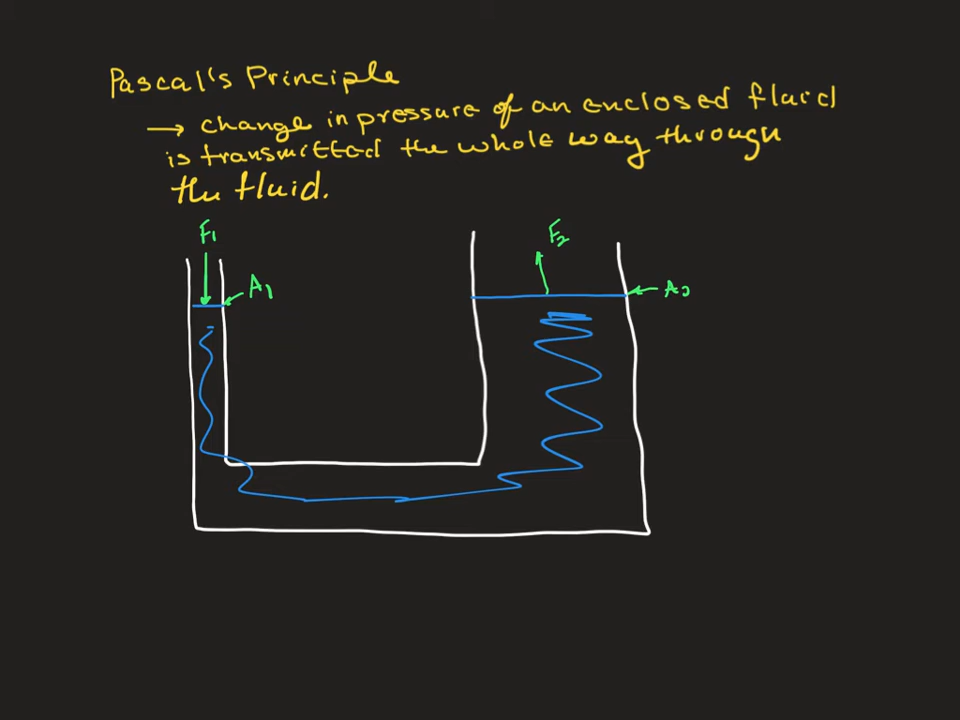 Pascal's Principle
→ change in pressure of an enclosed fluid
is transmitted the whole way through
the fluid.
F1
F2
A1
A2